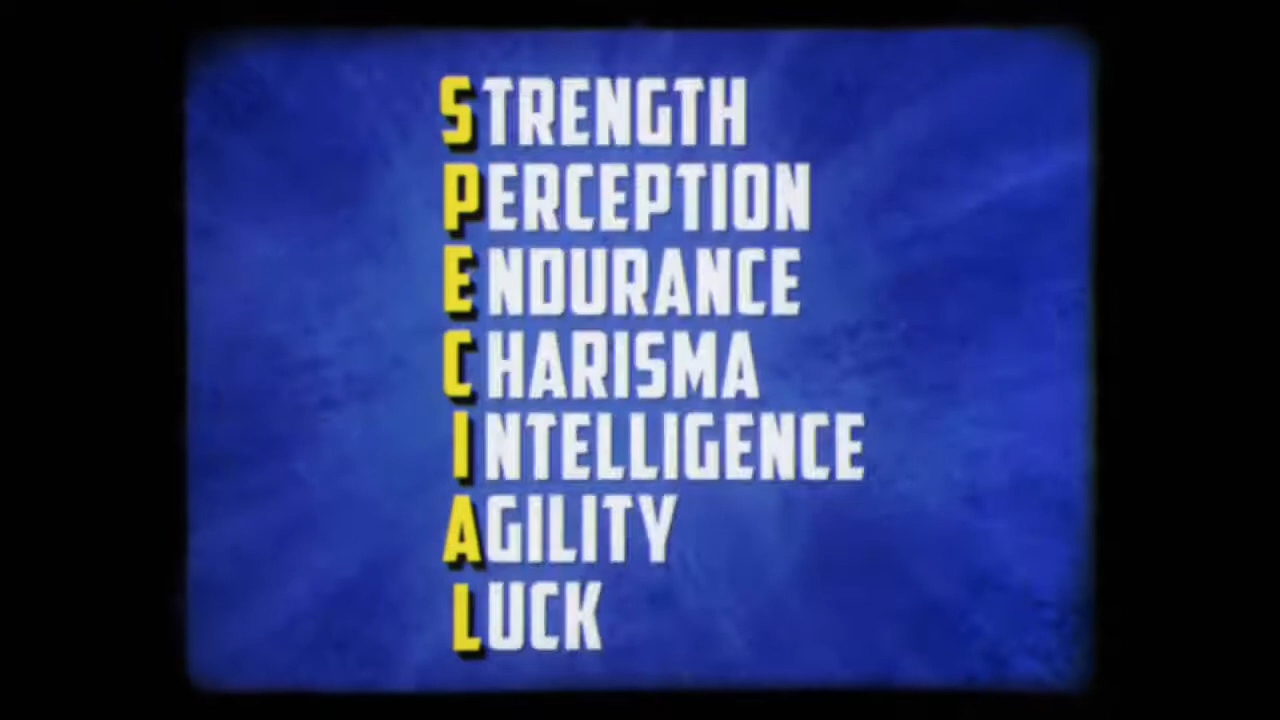 STRENGTH
PERCEPTION
ENDURANCE
CHARISMA
INTELLIGENCE
AGILITY
LUCK